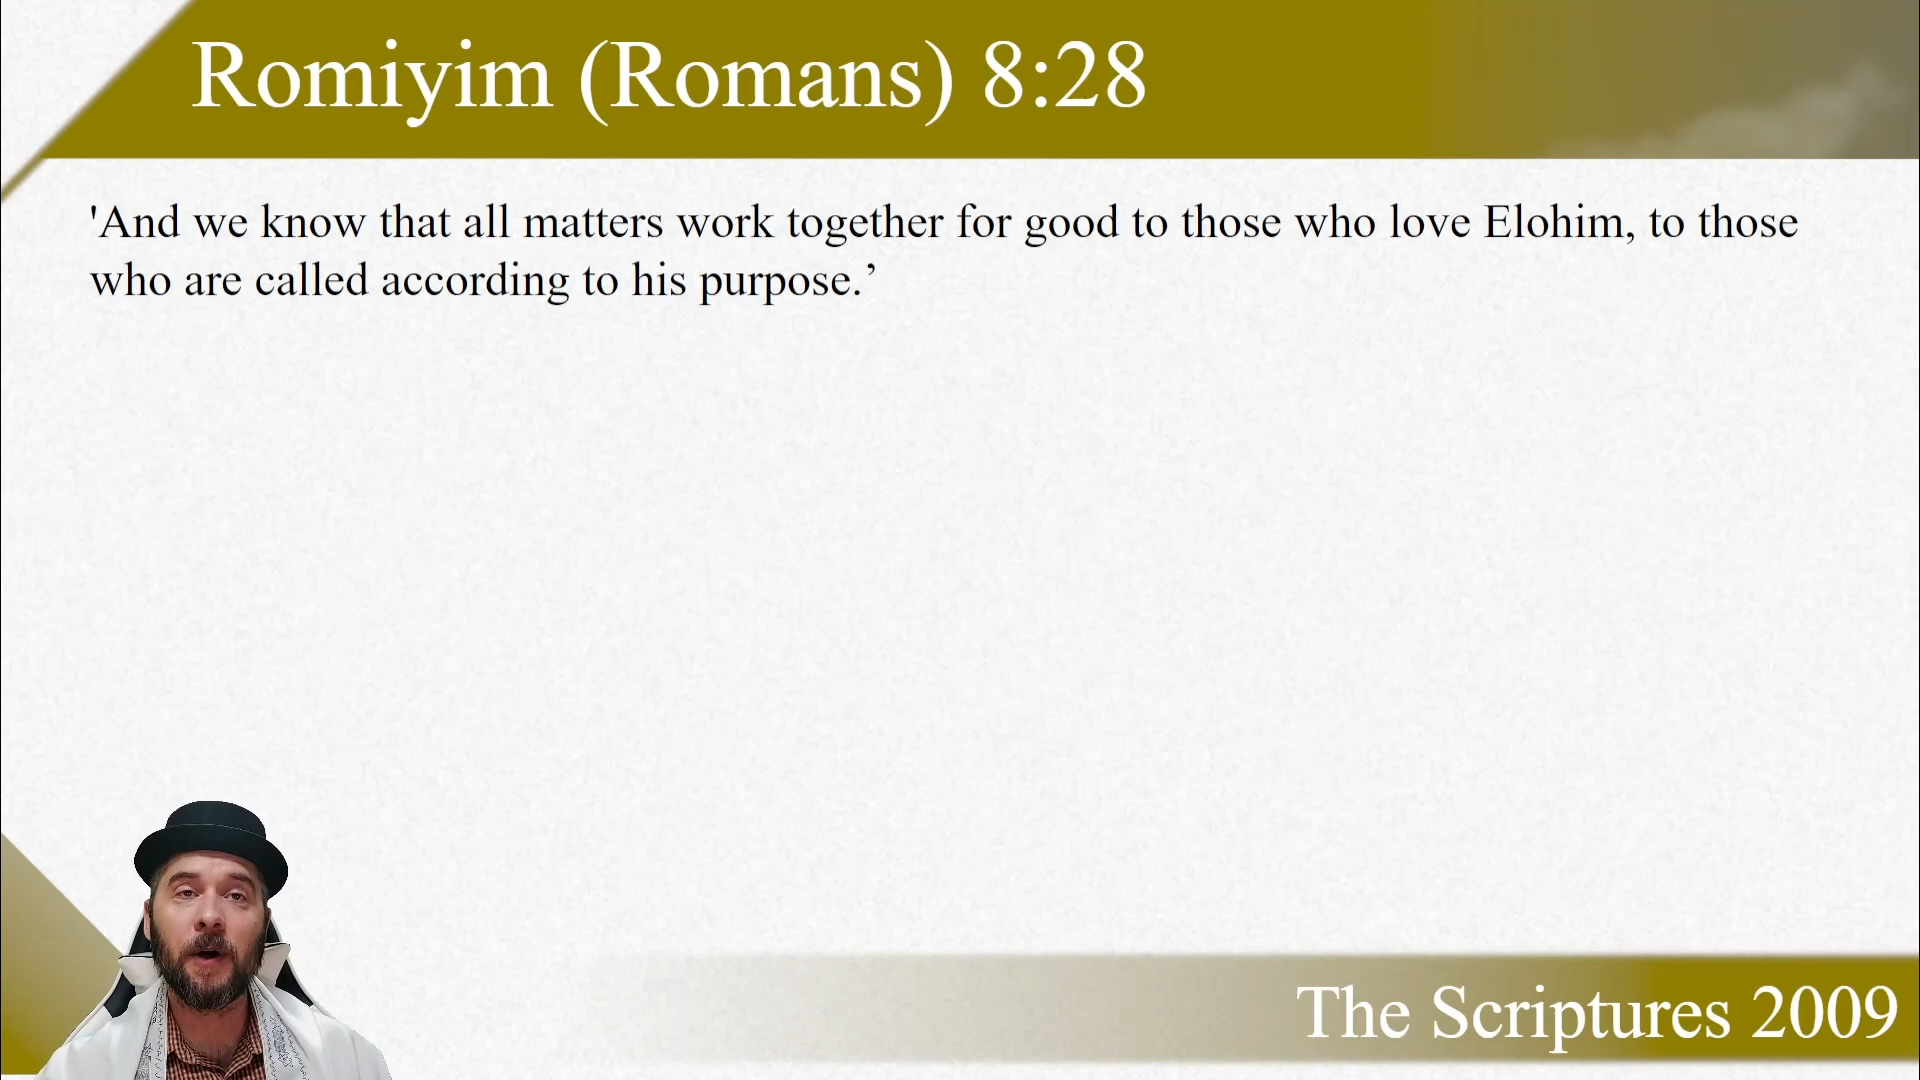 Romiyim (Romans) 8:28
'And we know that all matters work together for good to those who love Elohim, to those
who are called according to his purpose.’
The Scriptures 2009